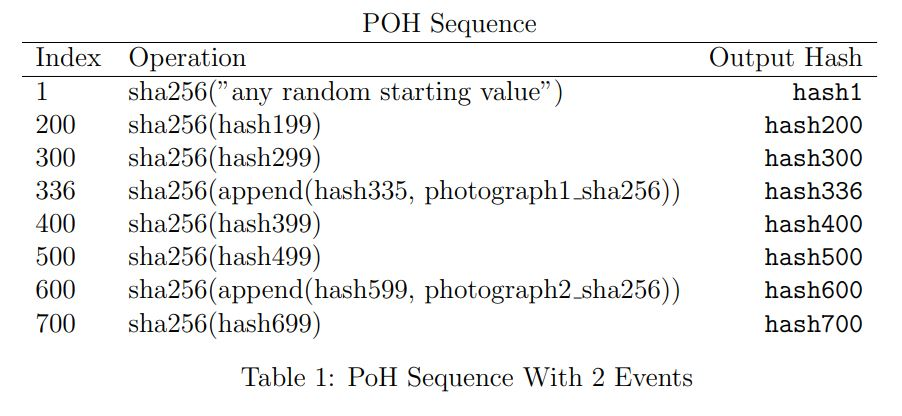 POH Sequence
Index Operation Output Hash
1 sha256(”any random starting value”) hash1
200 sha256(hash199) hash200
300 sha256(hash299) hash300
336 sha256(append(hash335, photograph1_sha256)) hash336
400 sha256(hash399) hash400
500 sha256(hash499) hash500
600 sha256(append(hash599, photograph2_sha256)) hash600
700 sha256(hash699) hash700
Table 1: PoH Sequence With 2 Events